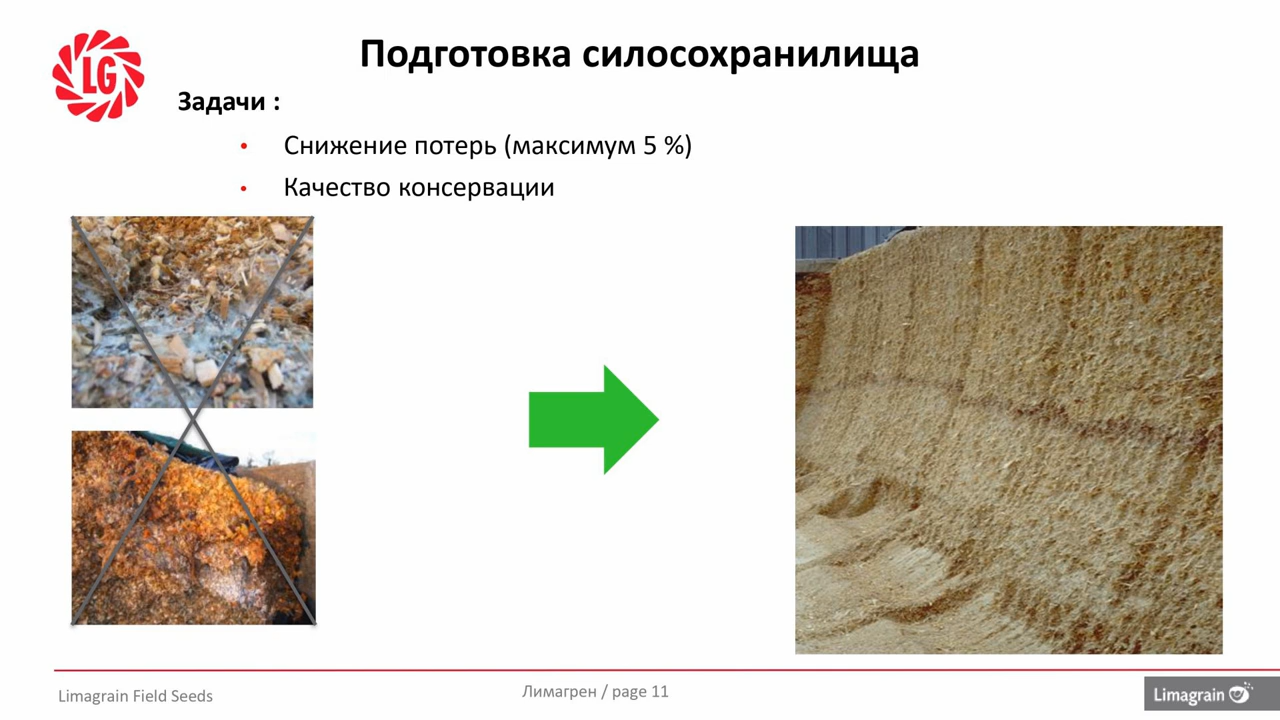 LG
Подготовка силосохранилища
Задачи :
• Снижение потерь (максимум 5 %)
• Качество консервации
Limagrain Field Seeds
Лимагрен / page 11
Limagrain